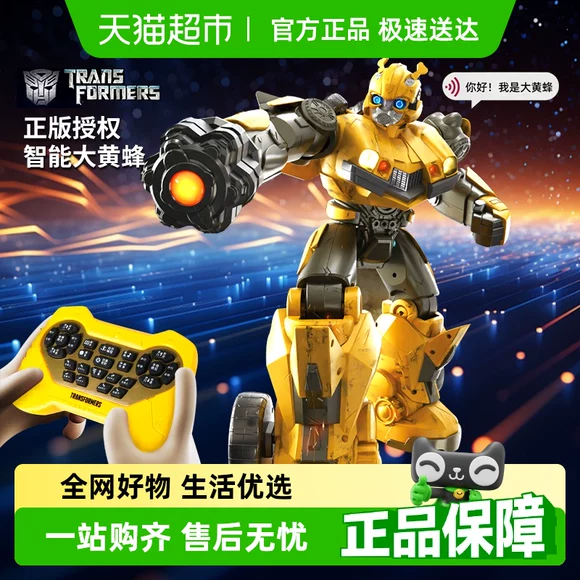 天猫超市 官方正品 极速送达
TRANSFORMERS
正版授权
智能大黄蜂
你好！我是大黄蜂
TRANSFORMERS
全网好物 生活优选
一站购齐 售后无忧
正品保障